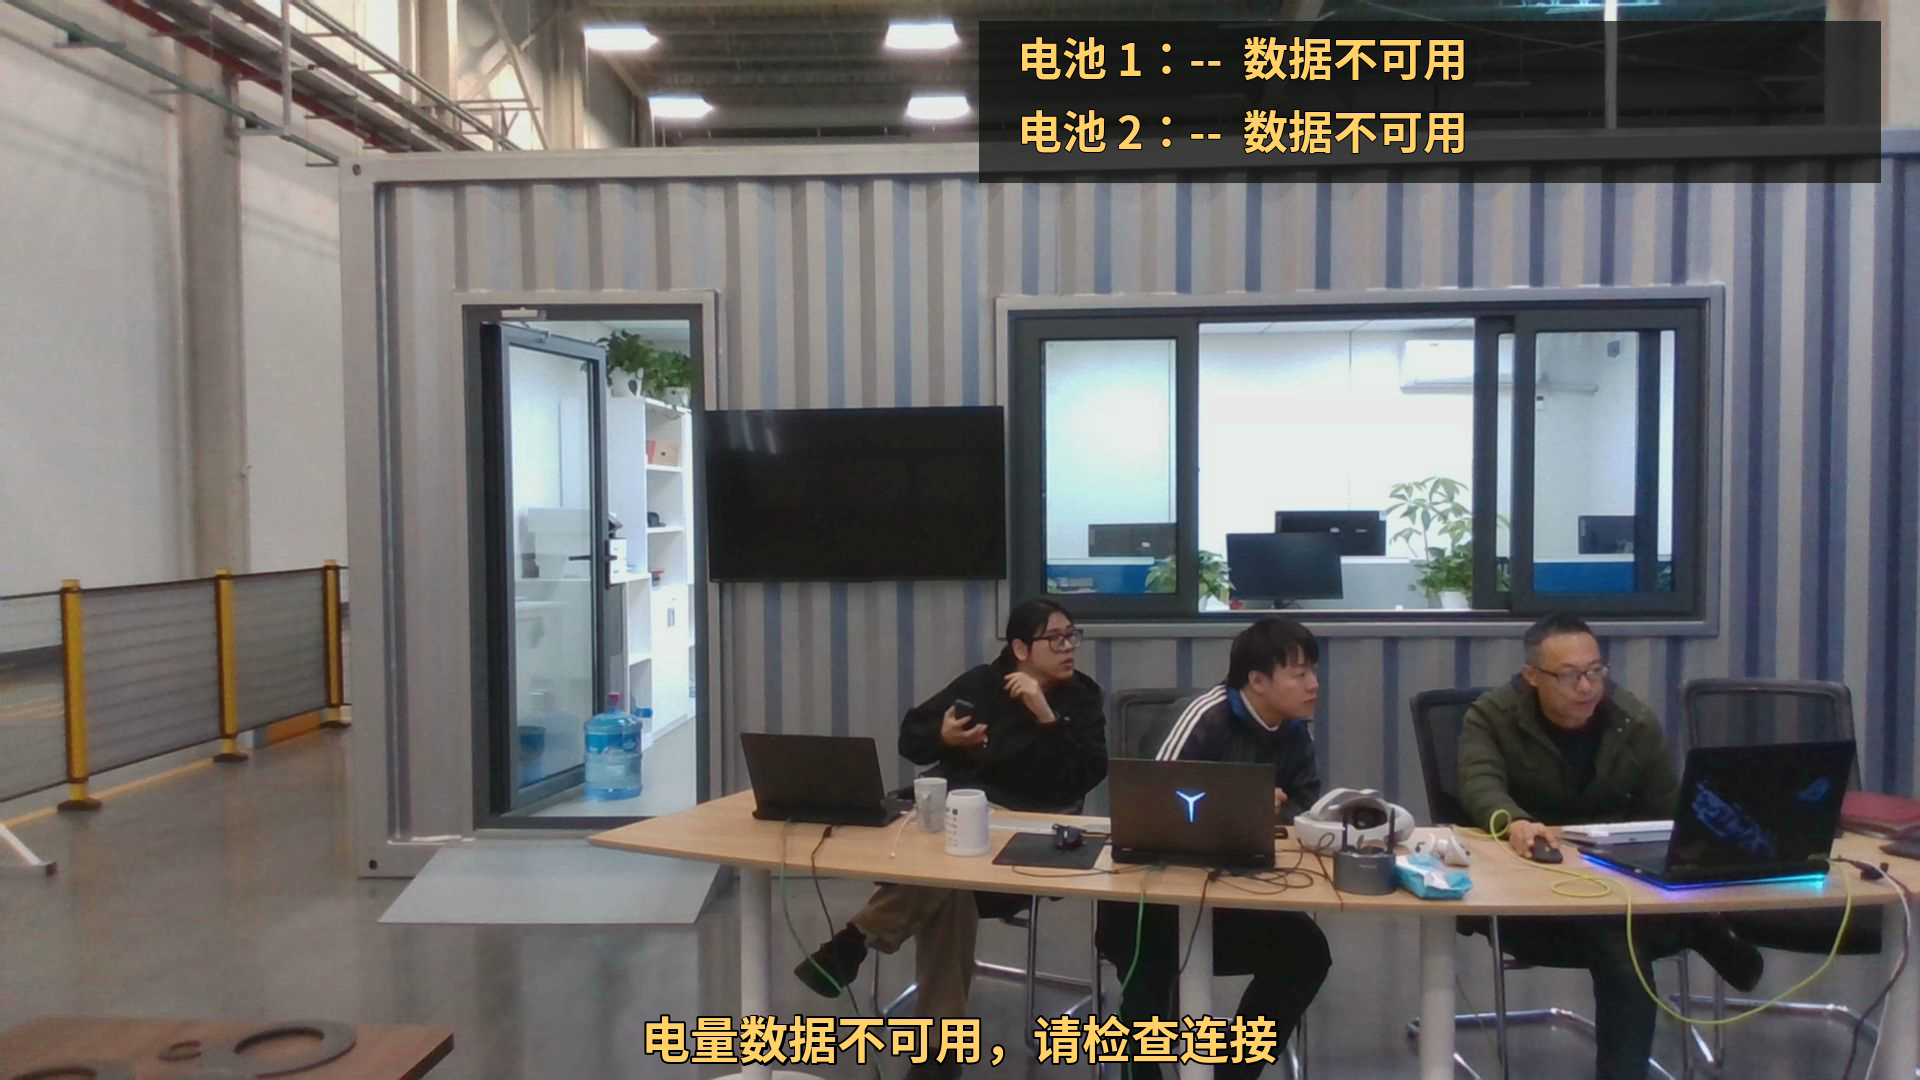 电池 1：-- 数据不可用
电池 2：-- 数据不可用
电量数据不可用，请检查连接